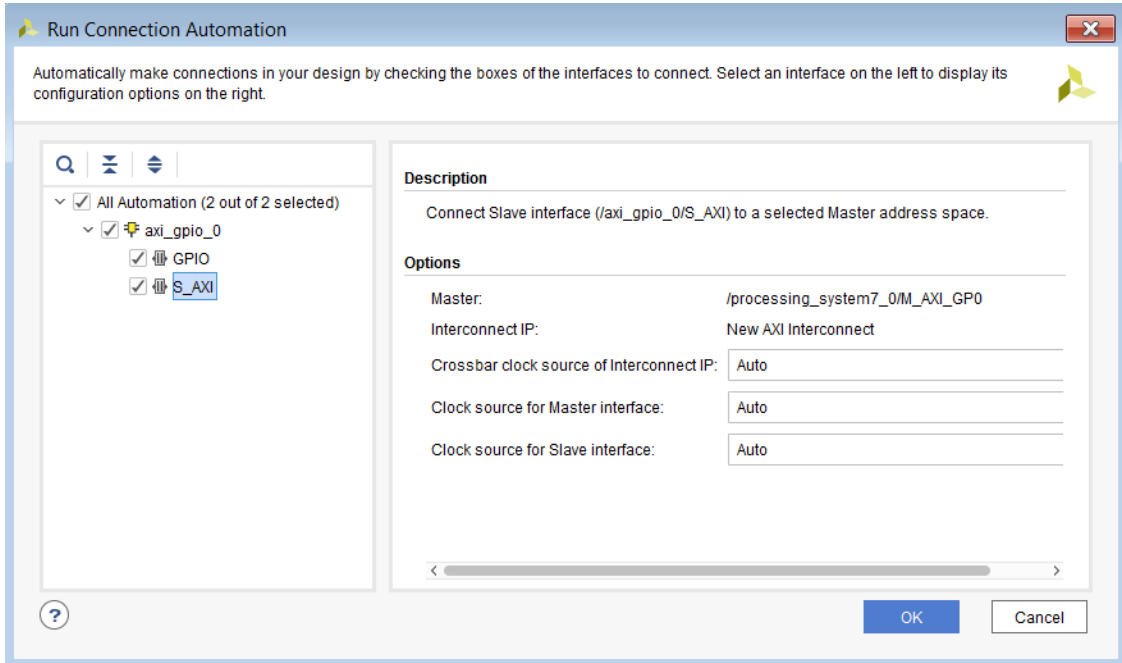 Run Connection Automation
Automatically make connections in your design by checking the boxes of the interfaces to connect. Select an interface on the left to display its
configuration options on the right.
All Automation (2 out of 2 selected)
axi_gpio_0
GPIO
S_AXI
Description
Connect Slave interface (/axi_gpio_0/S_AXI) to a selected Master address space.
Options
Master: /processing_system7_0/M_AXI_GP0
Interconnect IP: New AXI Interconnect
Crossbar clock source of Interconnect IP: Auto
Clock source for Master interface: Auto
Clock source for Slave interface: Auto
?
OK Cancel